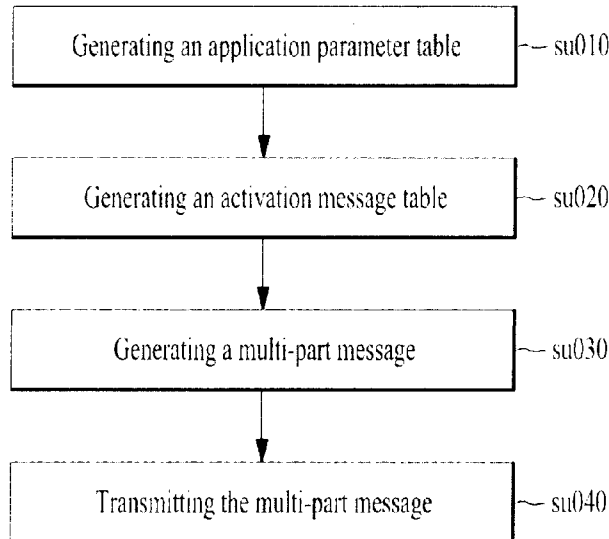 Generating an application parameter table su010
Generating an activation message table su020
Generating a multi-part message su030
Transmitting the multi-part message su040